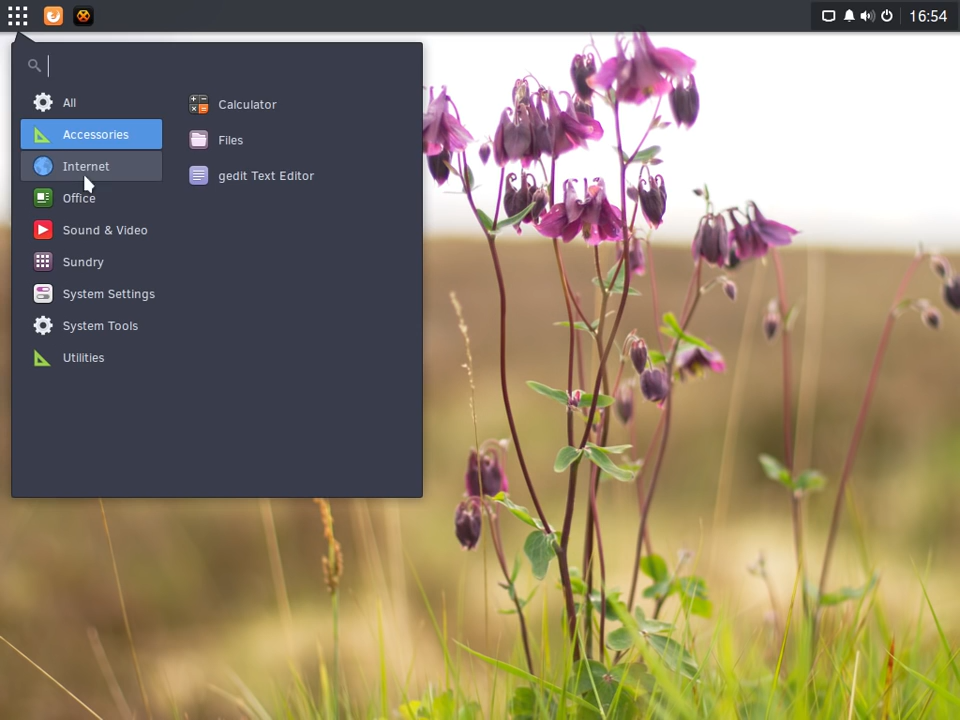 16:54
All
Accessories
Internet
Office
Sound & Video
Sundry
System Settings
System Tools
Utilities
Calculator
Files
gedit Text Editor